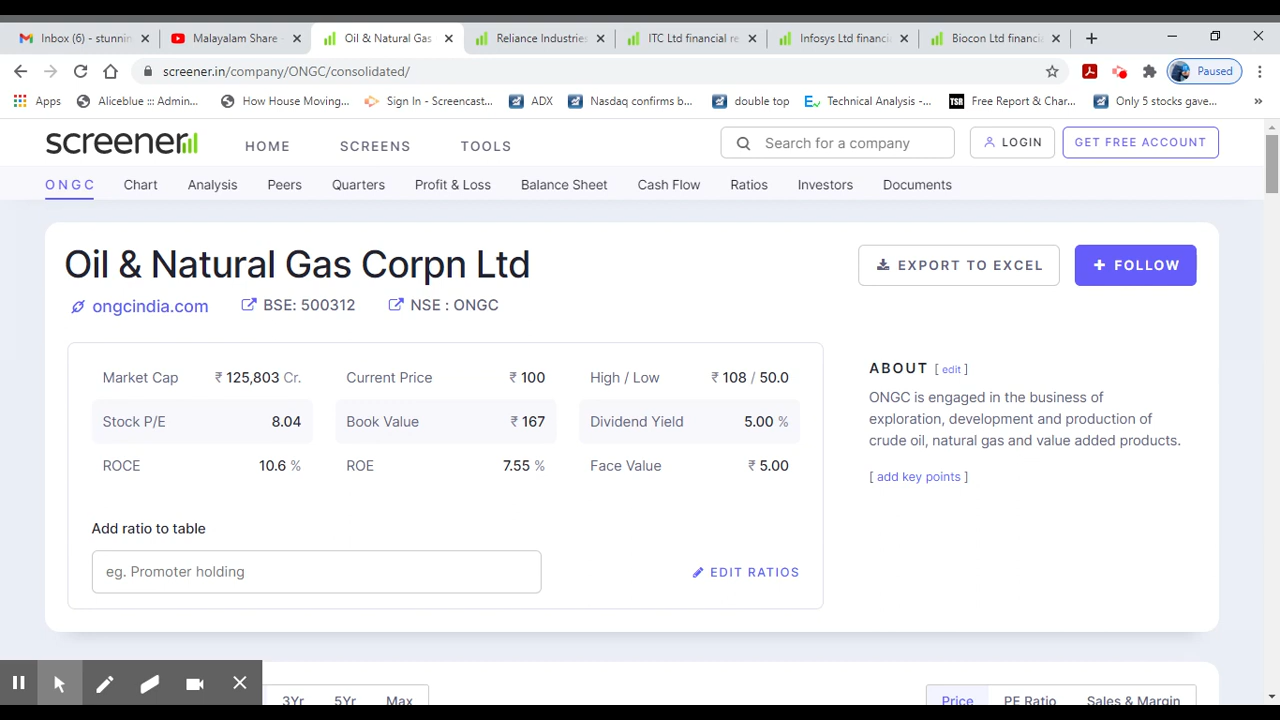 Inbox (6) - stunnin
Malayalam Share -
Oil & Natural Gas
Reliance Industries
ITC Ltd financial re
Infosys Ltd financi
Biocon Ltd financi
screener.in/company/ONGC/consolidated/
Paused
Apps
Aliceblue ::: Admin...
How House Moving...
Sign In - Screencast...
ADX
Nasdaq confirms b...
double top
Technical Analysis -...
TSR
Free Report & Char...
Only 5 stocks gave...
»
screener
HOME
SCREENS
TOOLS
Search for a company
LOGIN
GET FREE ACCOUNT
ONGC
Chart
Analysis
Peers
Quarters
Profit & Loss
Balance Sheet
Cash Flow
Ratios
Investors
Documents
Oil & Natural Gas Corpn Ltd
EXPORT TO EXCEL
+ FOLLOW
ongcindia.com
BSE: 500312
NSE : ONGC
Market Cap ₹ 125,803 Cr.
Current Price ₹ 100
High / Low ₹ 108 / 50.0
Stock P/E 8.04
Book Value ₹ 167
Dividend Yield 5.00 %
ROCE 10.6 %
ROE 7.55 %
Face Value ₹ 5.00
ABOUT [ edit ]
ONGC is engaged in the business of
exploration, development and production of
crude oil, natural gas and value added products.
[ add key points ]
Add ratio to table
eg. Promoter holding
EDIT RATIOS
3Yr
5Yr
Max
Price
PE Ratio
Sales & Margin